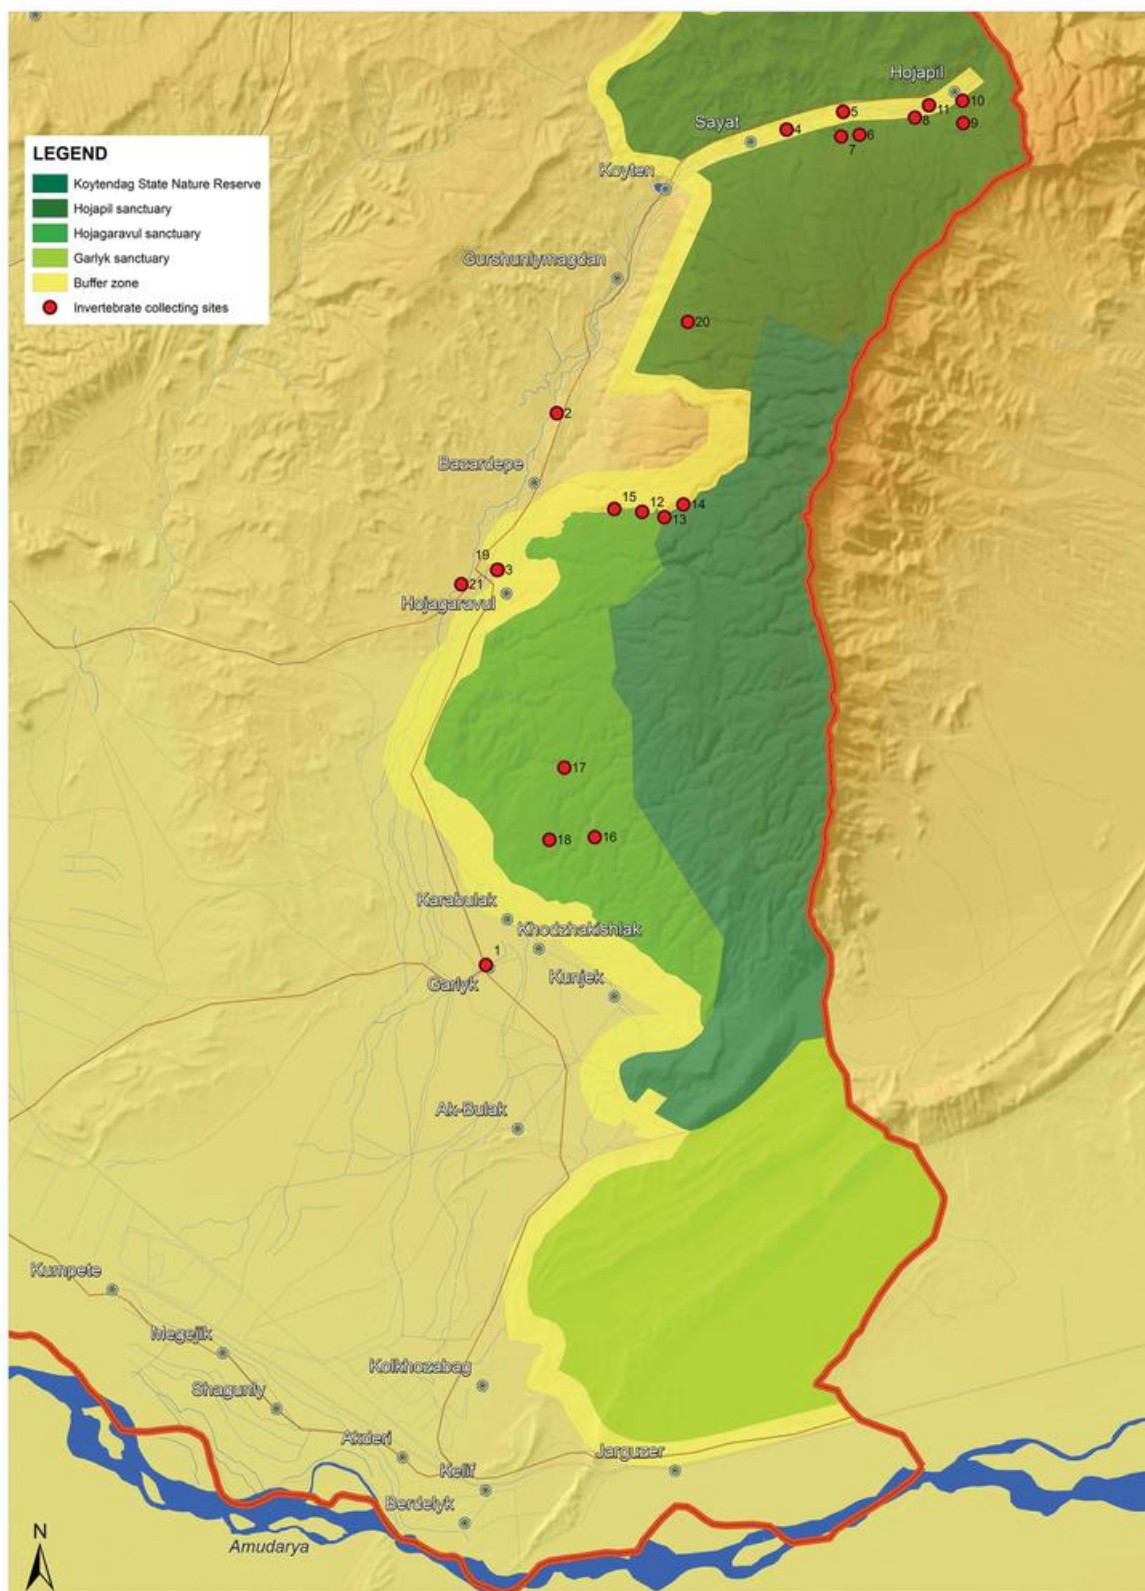 Hojapil
10
11
5
Sayat
4
8
9
6
7
LEGEND
Koytendag State Nature Reserve
Hojapil sanctuary
Hojagaravul sanctuary
Garlyk sanctuary
Buffer zone
Invertebrate collecting sites
Koyten
Gurshunlymagdan
20
2
Bazardepe
15
12
14
13
19
3
21
Hojagaravul
17
18
16
Karabulak
Khodzhakishlak
1
Garlyk
Kunjek
Ak-Bulak
Kumpete
Megejik
Kolkhozabag
Shagunly
Akderi
Jarguzer
Kelif
Berdelyk
N
Amudarya